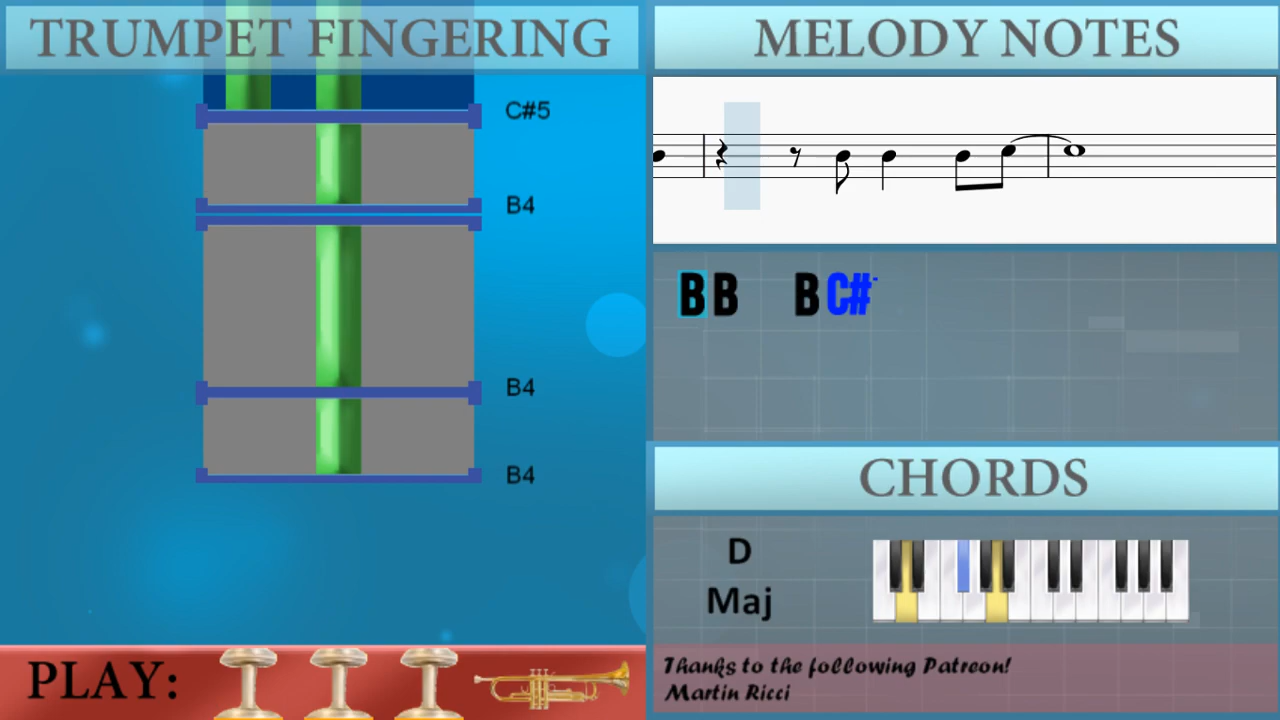 TRUMPET FINGERING
C#5
B4
B4
B4
PLAY:
MELODY NOTES
B B B C#-
CHORDS
D
Maj
Thanks to the following Patreon!
Martin Ricci